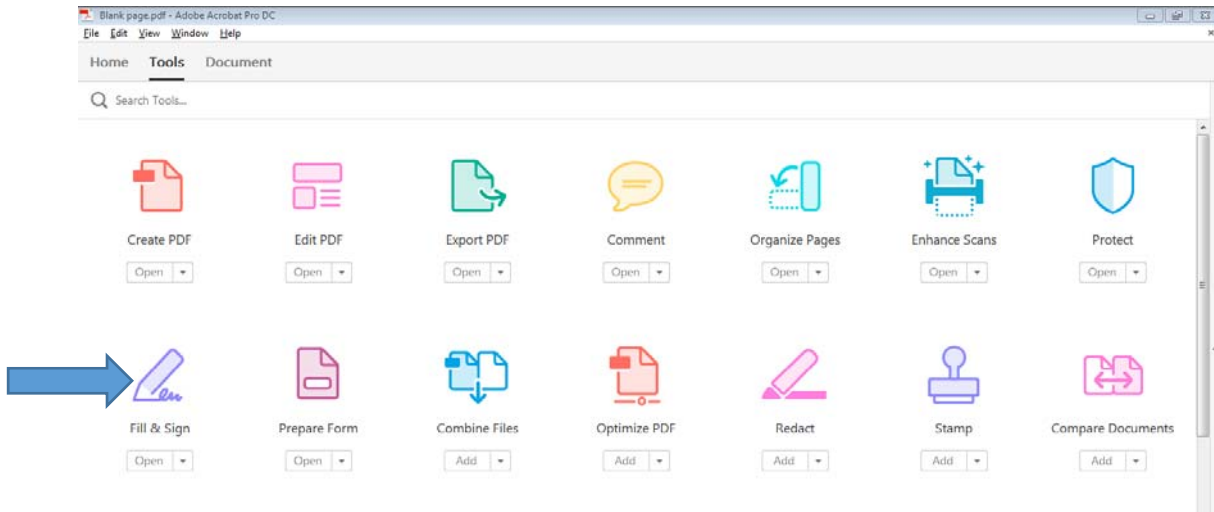 Blank page.pdf - Adobe Acrobat Pro DC
File Edit View Window Help
Home Tools Document
Search Tools...
Create PDF Edit PDF Export PDF Comment Organize Pages Enhance Scans Protect
Open Open Open Open Open Open Open
Fill & Sign Prepare Form Combine Files Optimize PDF Redact Stamp Compare Documents
Open Open Add Add Add Add Add